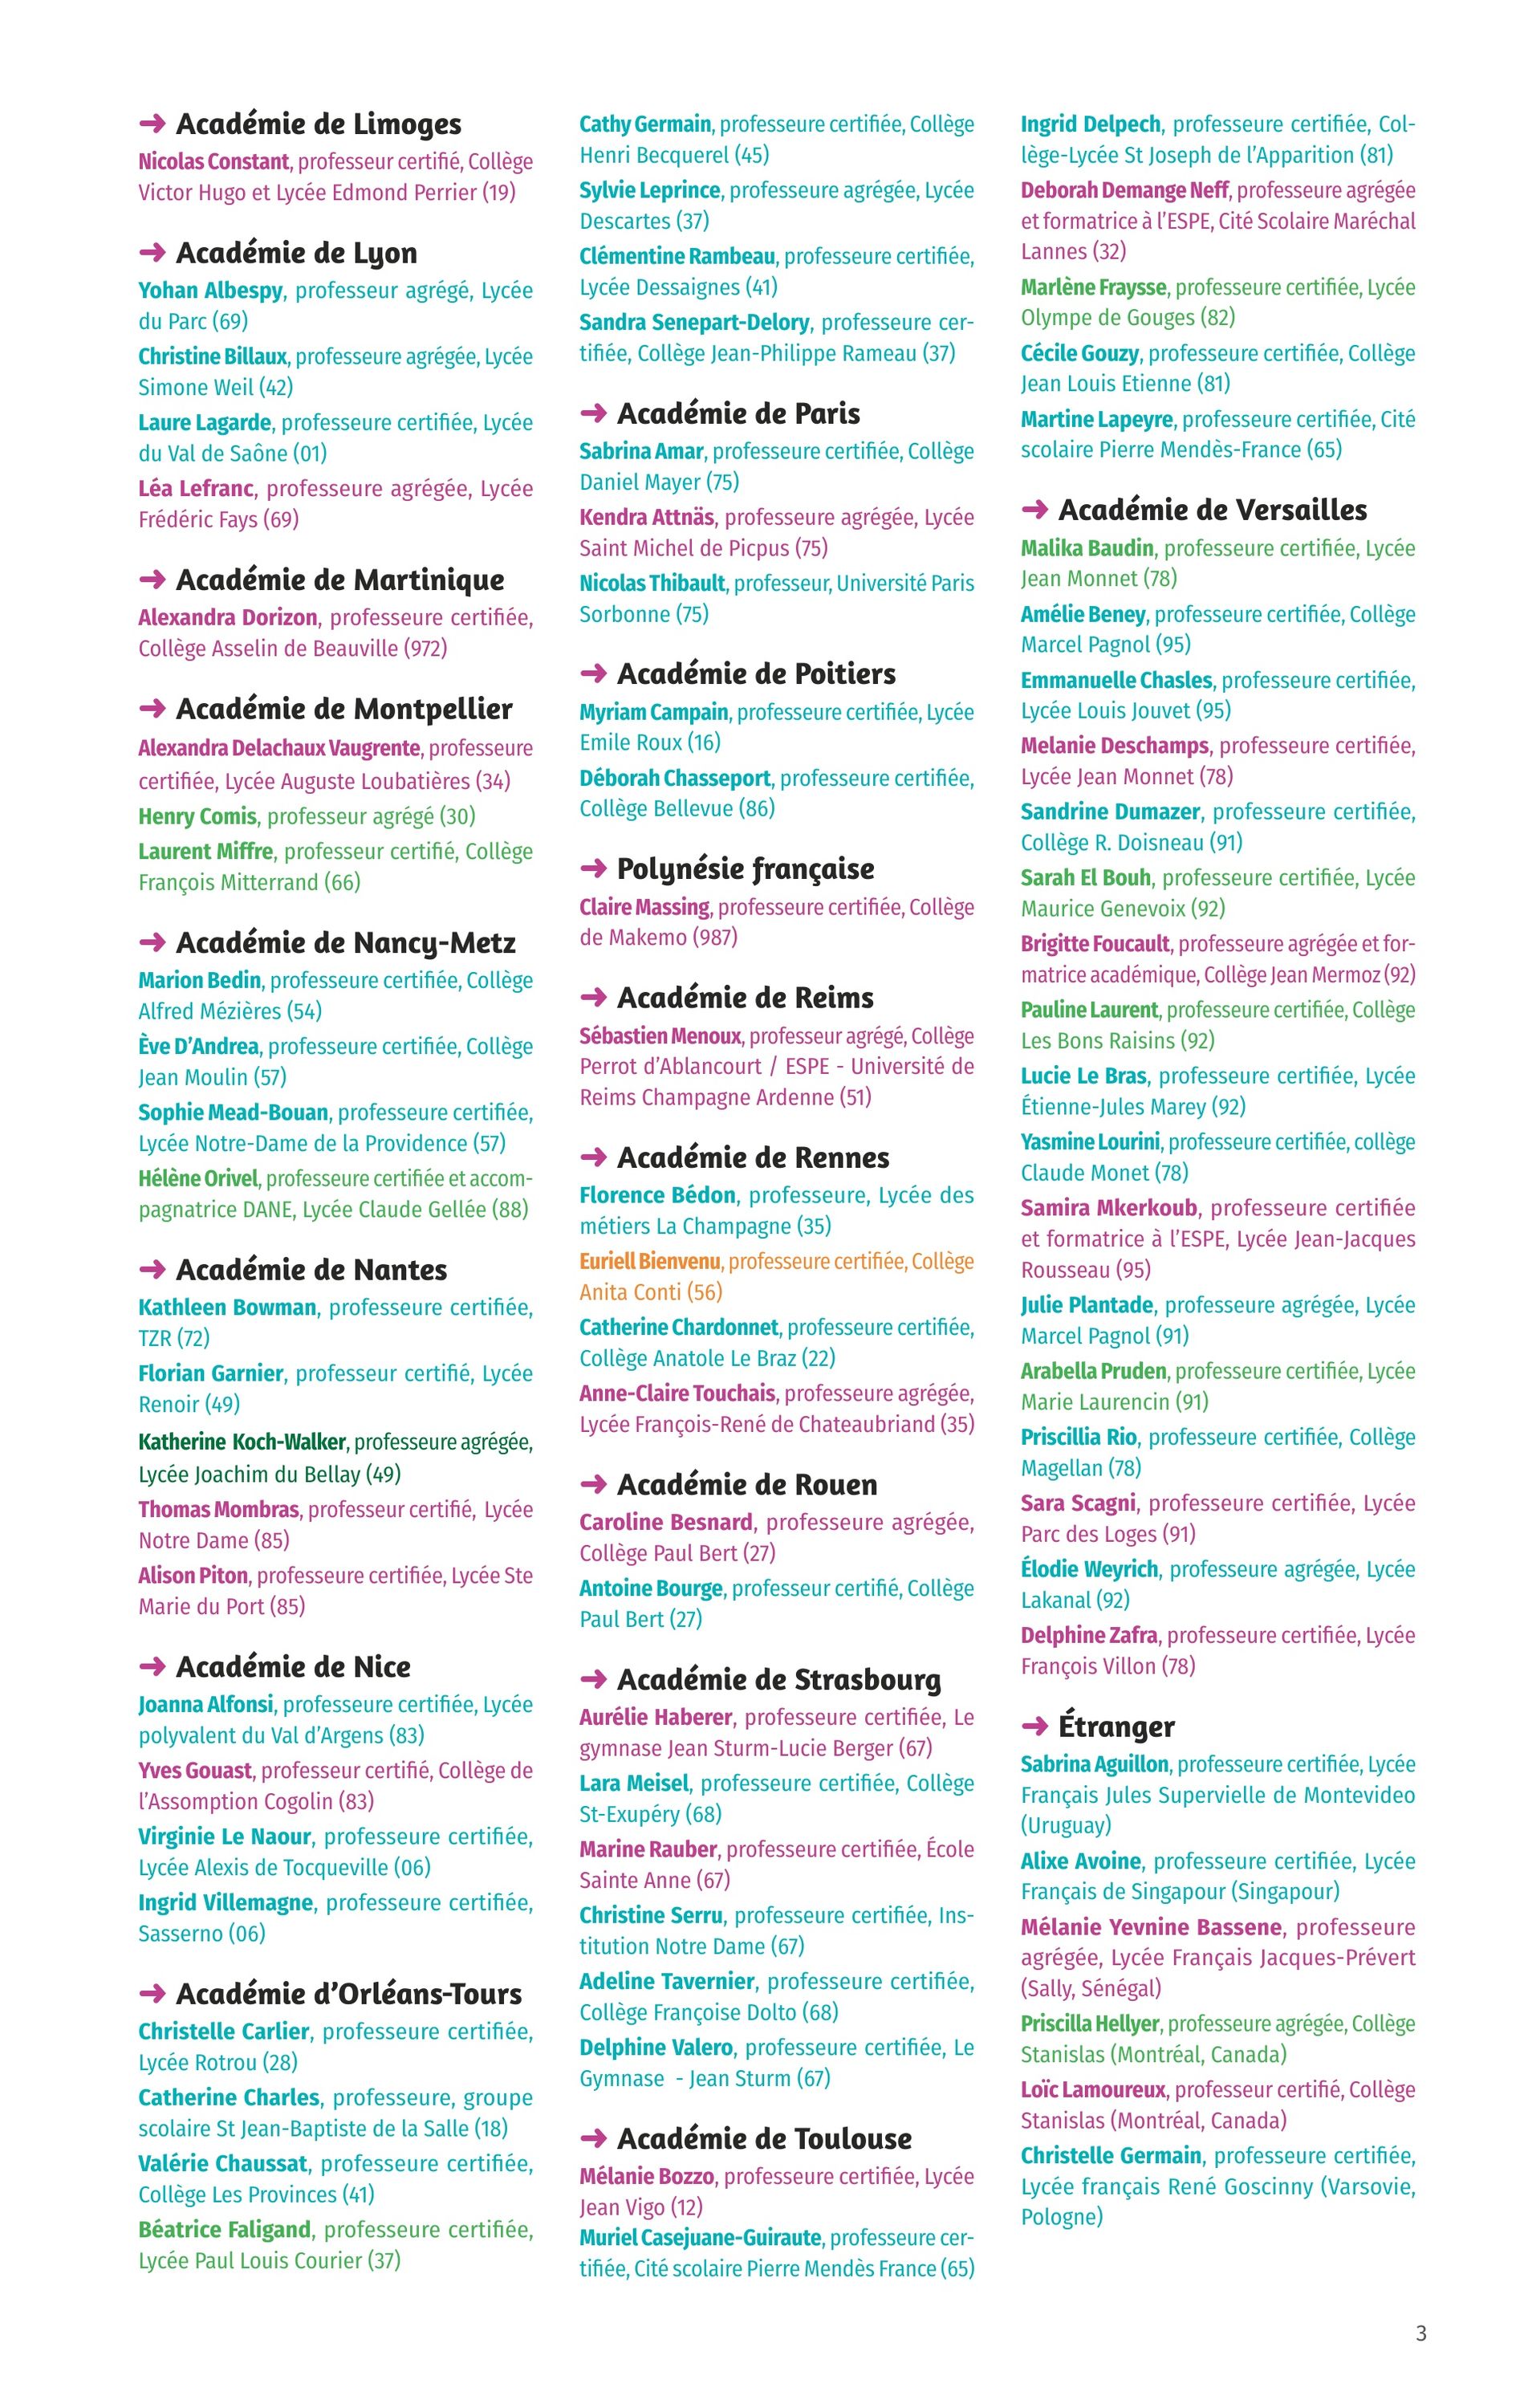 ➜ Académie de Limoges
Nicolas Constant, professeur certifié, Collège
Victor Hugo et Lycée Edmond Perrier (19)
➜ Académie de Lyon
Yohan Albespy, professeur agrégé, Lycée
du Parc (69)
Christine Billaux, professeure agrégée, Lycée
Simone Weil (42)
Laure Lagarde, professeure certifiée, Lycée
du Val de Saône (01)
Léa Lefranc, professeure agrégée, Lycée
Frédéric Fays (69)
➜ Académie de Martinique
Alexandra Dorizon, professeure certifiée,
Collège Asselin de Beauville (972)
➜ Académie de Montpellier
Alexandra Delachaux Vaugrente, professeure
certifiée, Lycée Auguste Loubatières (34)
Henry Comis, professeur agrégé (30)
Laurent Miffre, professeur certifié, Collège
François Mitterrand (66)
➜ Académie de Nancy-Metz
Marion Bedin, professeure certifiée, Collège
Alfred Mézières (54)
Ève D’Andrea, professeure certifiée, Collège
Jean Moulin (57)
Sophie Mead-Bouan, professeure certifiée,
Lycée Notre-Dame de la Providence (57)
Hélène Orivel, professeure certifiée et accom-
pagnatrice DANE, Lycée Claude Gellée (88)
➜ Académie de Nantes
Kathleen Bowman, professeure certifiée,
TZR (72)
Florian Garnier, professeur certifié, Lycée
Renoir (49)
Katherine Koch-Walker, professeure agrégée,
Lycée Joachim du Bellay (49)
Thomas Mombras, professeur certifié, Lycée
Notre Dame (85)
Alison Piton, professeure certifiée, Lycée Ste
Marie du Port (85)
➜ Académie de Nice
Joanna Alfonsi, professeure certifiée, Lycée
polyvalent du Val d’Argens (83)
Yves Gouast, professeur certifié, Collège de
l’Assomption Cogolin (83)
Virginie Le Naour, professeure certifiée,
Lycée Alexis de Tocqueville (06)
Ingrid Villemagne, professeure certifiée,
Sasserno (06)
➜ Académie d’Orléans-Tours
Christelle Carlier, professeure certifiée,
Lycée Rotrou (28)
Catherine Charles, professeure, groupe
scolaire St Jean-Baptiste de la Salle (18)
Valérie Chaussat, professeure certifiée,
Collège Les Provinces (41)
Béatrice Faligand, professeure certifiée,
Lycée Paul Louis Courier (37)
Cathy Germain, professeure certifiée, Collège
Henri Becquerel (45)
Sylvie Leprince, professeure agrégée, Lycée
Descartes (37)
Clémentine Rambeau, professeure certifiée,
Lycée Dessaignes (41)
Sandra Senepart-Delory, professeure cer-
tifiée, Collège Jean-Philippe Rameau (37)
➜ Académie de Paris
Sabrina Amar, professeure certifiée, Collège
Daniel Mayer (75)
Kendra Attnäs, professeure agrégée, Lycée
Saint Michel de Picpus (75)
Nicolas Thibault, professeur, Université Paris
Sorbonne (75)
➜ Académie de Poitiers
Myriam Campain, professeure certifiée, Lycée
Emile Roux (16)
Déborah Chasseport, professeure certifiée,
Collège Bellevue (86)
➜ Polynésie française
Claire Massing, professeure certifiée, Collège
de Makemo (987)
➜ Académie de Reims
Sébastien Menoux, professeur agrégé, Collège
Perrot d’Ablancourt / ESPE - Université de
Reims Champagne Ardenne (51)
➜ Académie de Rennes
Florence Bédon, professeure, Lycée des
métiers La Champagne (35)
Euriell Bienvenu, professeure certifiée, Collège
Anita Conti (56)
Catherine Chardonnet, professeure certifiée,
Collège Anatole Le Braz (22)
Anne-Claire Touchais, professeure agrégée,
Lycée François-René de Chateaubriand (35)
➜ Académie de Rouen
Caroline Besnard, professeure agrégée,
Collège Paul Bert (27)
Antoine Bourge, professeur certifié, Collège
Paul Bert (27)
➜ Académie de Strasbourg
Aurélie Haberer, professeure certifiée, Le
gymnase Jean Sturm-Lucie Berger (67)
Lara Meisel, professeure certifiée, Collège
St-Exupéry (68)
Marine Rauber, professeure certifiée, École
Sainte Anne (67)
Christine Serru, professeure certifiée, Ins-
titution Notre Dame (67)
Adeline Tavernier, professeure certifiée,
Collège Françoise Dolto (68)
Delphine Valero, professeure certifiée, Le
Gymnase - Jean Sturm (67)
➜ Académie de Toulouse
Mélanie Bozzo, professeure certifiée, Lycée
Jean Vigo (12)
Muriel Casejuane-Guiraute, professeure cer-
tifiée, Cité scolaire Pierre Mendès France (65)
Ingrid Delpech, professeure certifiée, Col-
lège-Lycée St Joseph de l’Apparition (81)
Deborah Demange Neff, professeure agrégée
et formatrice à l’ESPE, Cité Scolaire Maréchal
Lannes (32)
Marlène Fraysse, professeure certifiée, Lycée
Olympe de Gouges (82)
Cécile Gouzy, professeure certifiée, Collège
Jean Louis Etienne (81)
Martine Lapeyre, professeure certifiée, Cité
scolaire Pierre Mendès-France (65)
➜ Académie de Versailles
Malika Baudin, professeure certifiée, Lycée
Jean Monnet (78)
Amélie Beney, professeure certifiée, Collège
Marcel Pagnol (95)
Emmanuelle Chasles, professeure certifiée,
Lycée Louis Jouvet (95)
Melanie Deschamps, professeure certifiée,
Lycée Jean Monnet (78)
Sandrine Dumazer, professeure certifiée,
Collège R. Doisneau (91)
Sarah El Bouh, professeure certifiée, Lycée
Maurice Genevoix (92)
Brigitte Foucault, professeure agrégée et for-
matrice académique, Collège Jean Mermoz (92)
Pauline Laurent, professeure certifiée, Collège
Les Bons Raisins (92)
Lucie Le Bras, professeure certifiée, Lycée
Étienne-Jules Marey (92)
Yasmine Lourini, professeure certifiée, collège
Claude Monet (78)
Samira Mkerkoub, professeure certifiée
et formatrice à l’ESPE, Lycée Jean-Jacques
Rousseau (95)
Julie Plantade, professeure agrégée, Lycée
Marcel Pagnol (91)
Arabella Pruden, professeure certifiée, Lycée
Marie Laurencin (91)
Priscillia Rio, professeure certifiée, Collège
Magellan (78)
Sara Scagni, professeure certifiée, Lycée
Parc des Loges (91)
Élodie Weyrich, professeure agrégée, Lycée
Lakanal (92)
Delphine Zafra, professeure certifiée, Lycée
François Villon (78)
➜ Étranger
Sabrina Aguillon, professeure certifiée, Lycée
Français Jules Supervielle de Montevideo
(Uruguay)
Alixe Avoine, professeure certifiée, Lycée
Français de Singapour (Singapour)
Mélanie Yevnine Bassene, professeure
agrégée, Lycée Français Jacques-Prévert
(Sally, Sénégal)
Priscilla Hellyer, professeure agrégée, Collège
Stanislas (Montréal, Canada)
Loïc Lamoureux, professeur certifié, Collège
Stanislas (Montréal, Canada)
Christelle Germain, professeure certifiée,
Lycée français René Goscinny (Varsovie,
Pologne)
3